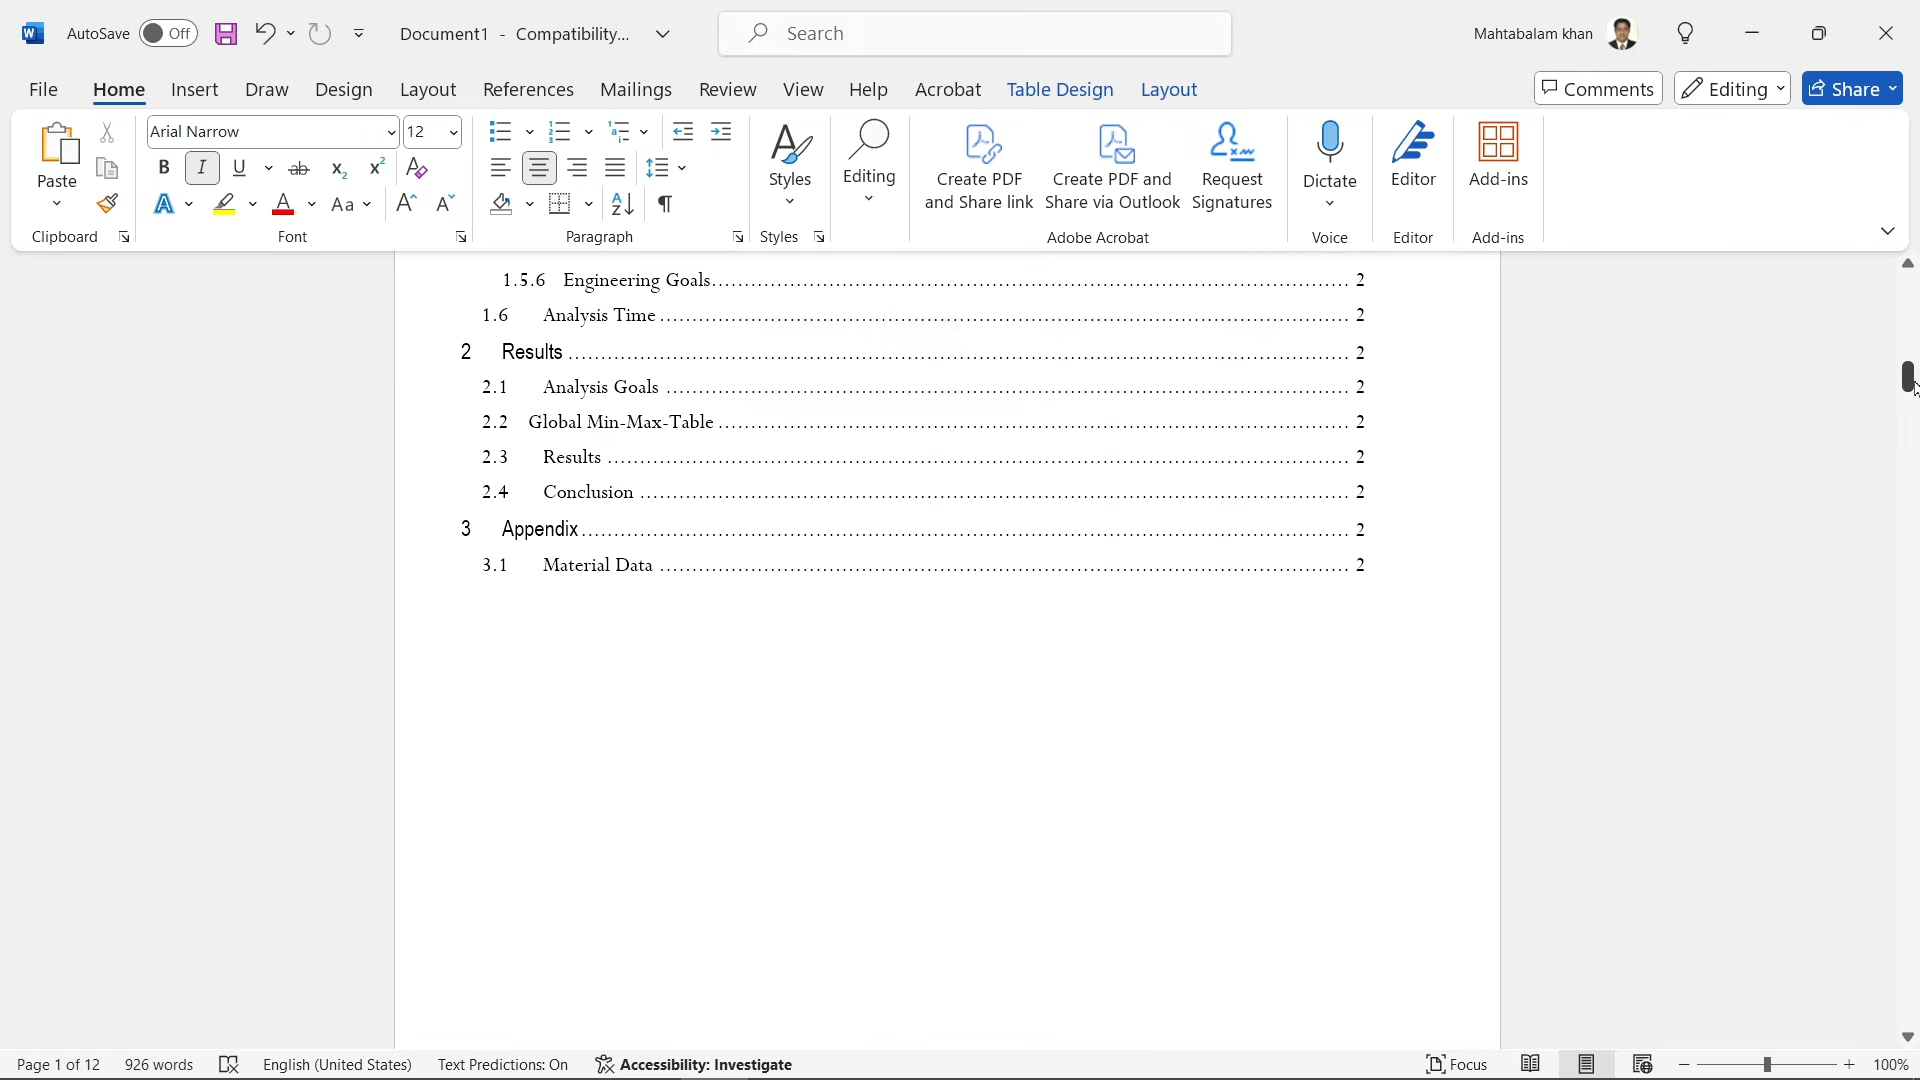 AutoSave Off Document1 - Compatibility... Search Mahtabalam khan
File Home Insert Draw Design Layout References Mailings Review View Help Acrobat Table Design Layout Comments Editing Share
Paste
Clipboard
Arial Narrow 12
B I U ab x2 x2 A
A A Aa A A
Font
Paragraph
Styles
Styles
Editing
Create PDF and Share link
Create PDF and Share via Outlook
Request Signatures
Adobe Acrobat
Dictate
Voice
Editor
Editor
Add-ins
Add-ins
1.5.6 Engineering Goals 2
1.6 Analysis Time 2
2 Results 2
2.1 Analysis Goals 2
2.2 Global Min-Max-Table 2
2.3 Results 2
2.4 Conclusion 2
3 Appendix 2
3.1 Material Data 2
Page 1 of 12 926 words English (United States) Text Predictions: On Accessibility: Investigate Focus 100%